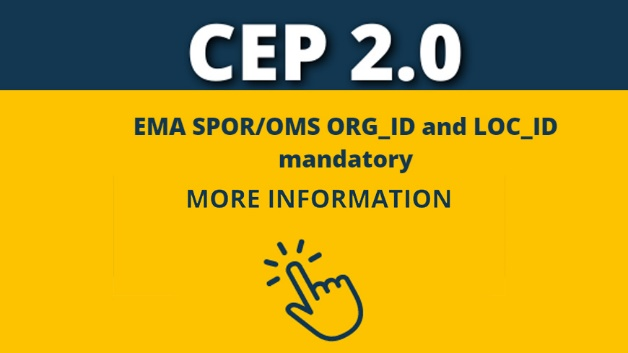 CEP 2.0
EMA SPOR/OMS ORG_ID and LOC_ID
mandatory
MORE INFORMATION